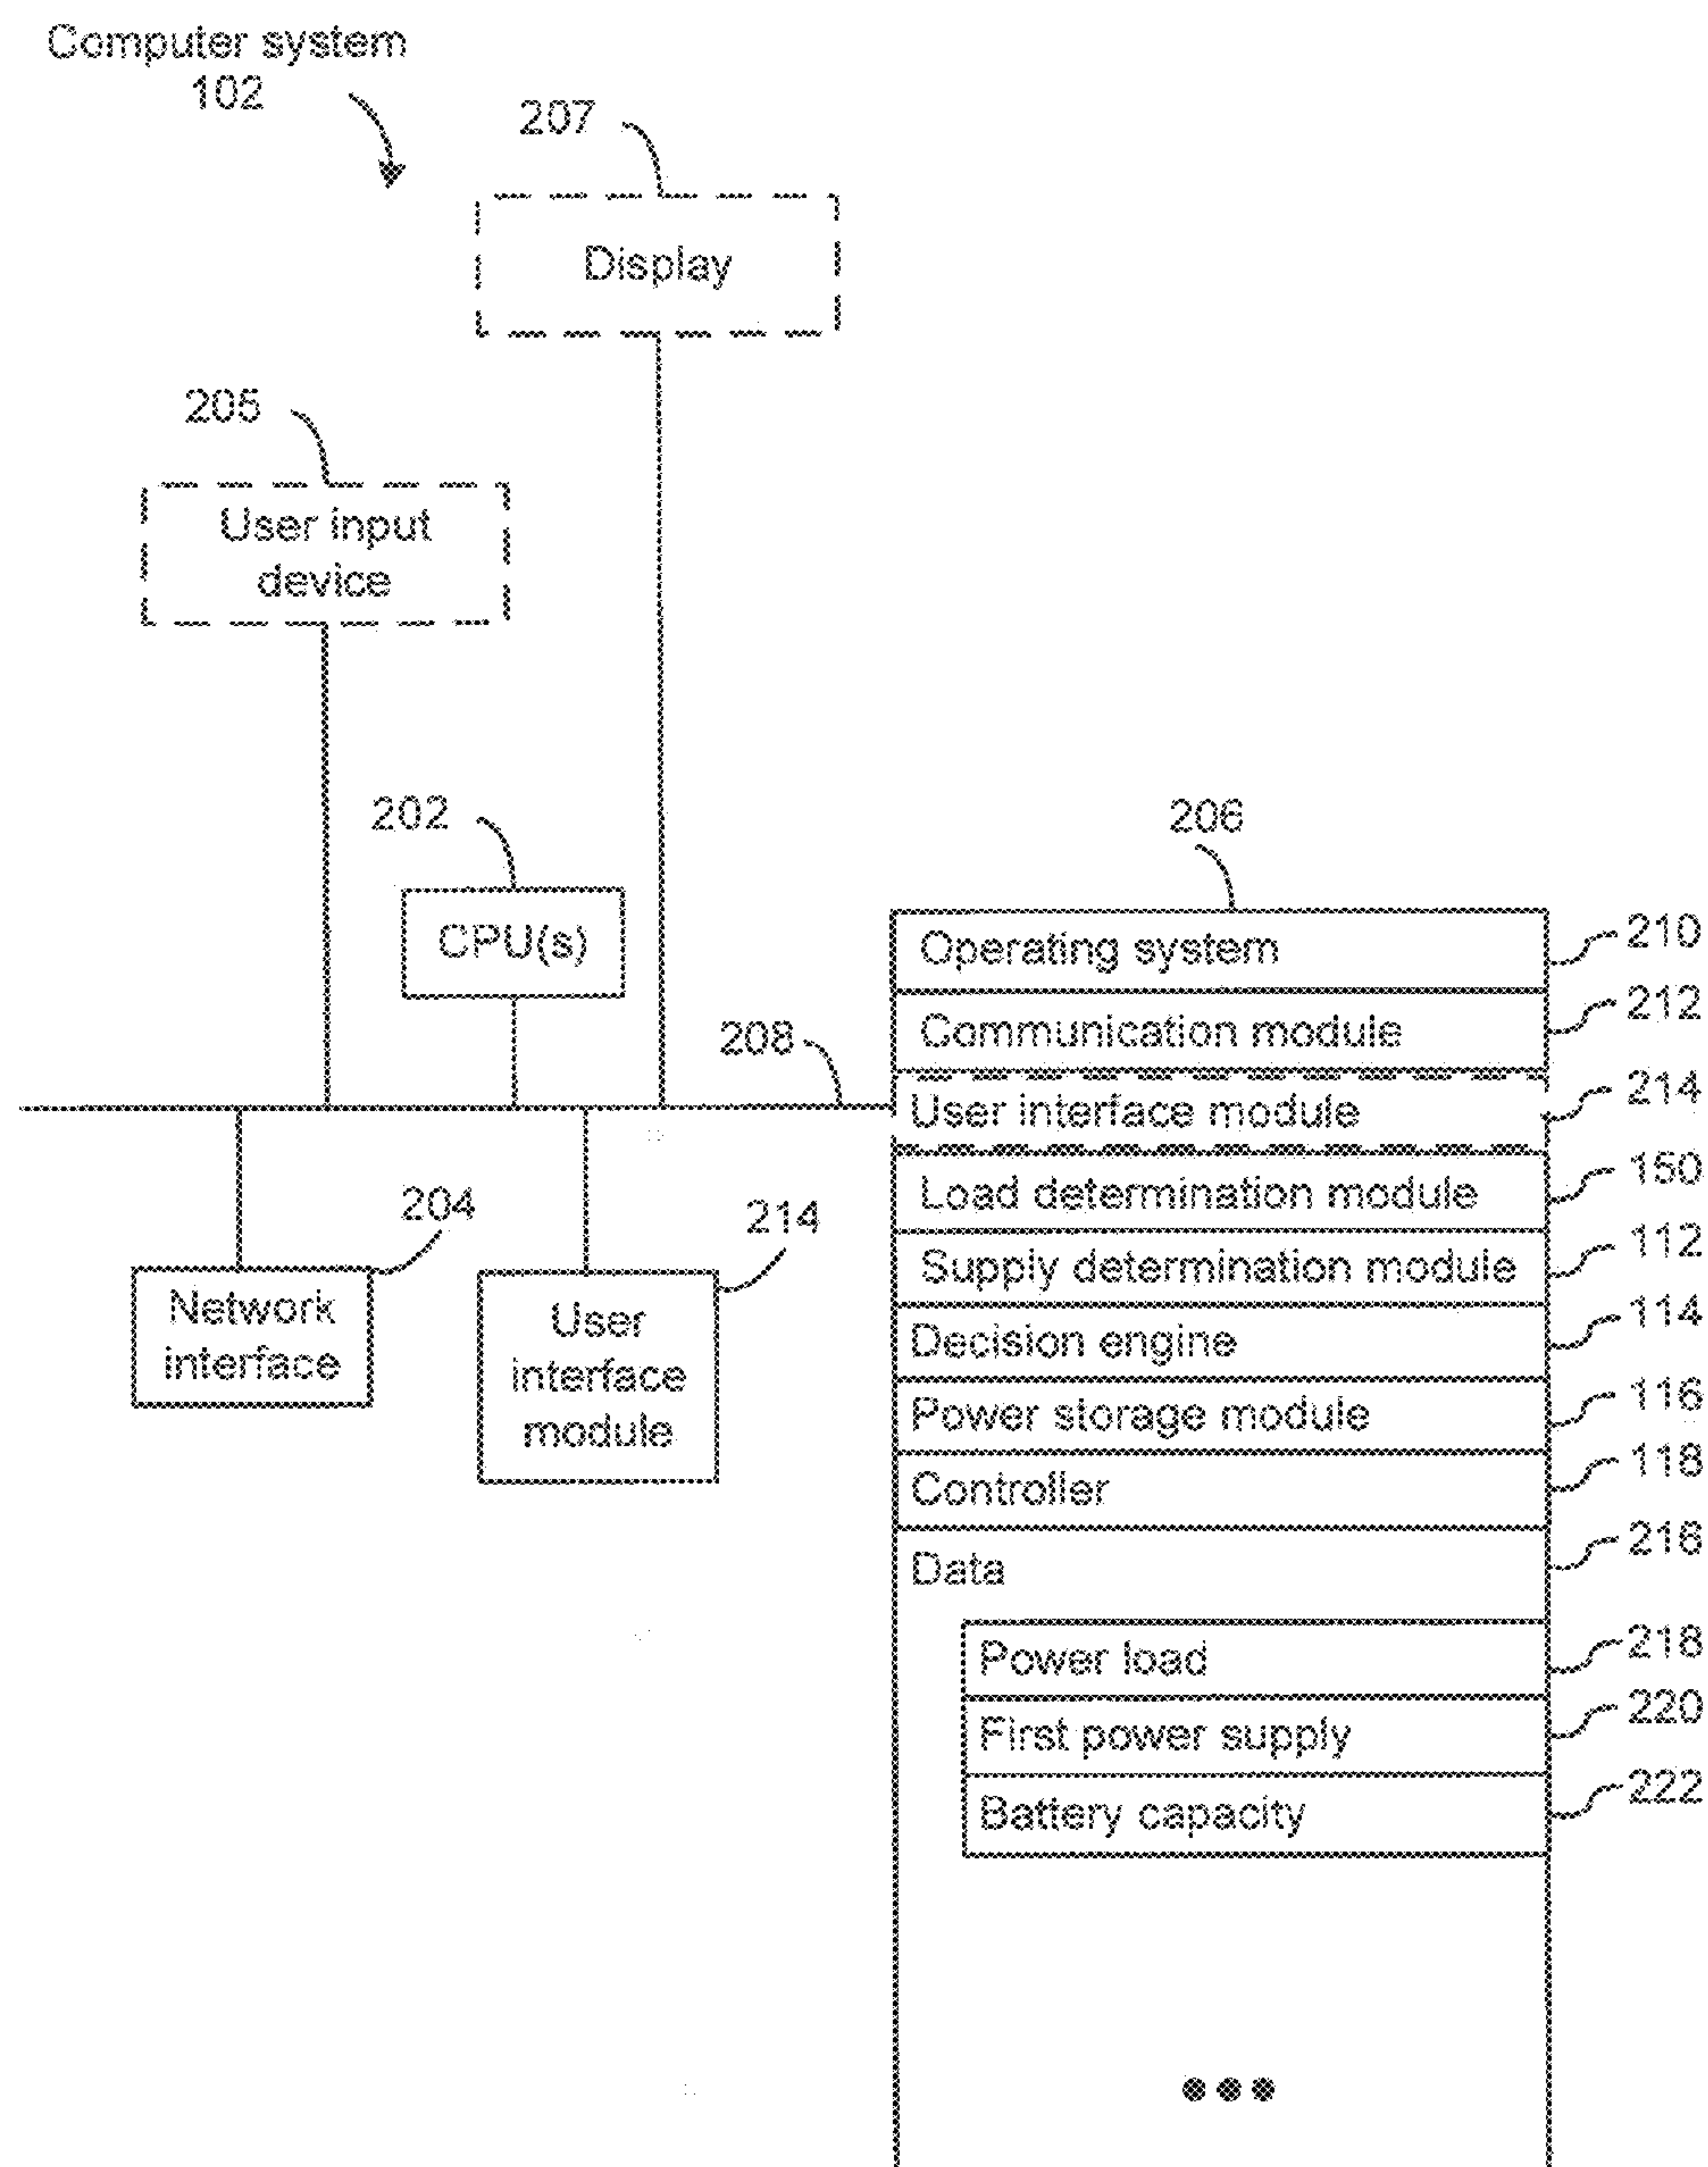 Computer system
102
207
Display
205
User input
device
202
CPU(s)
206
208
Operating system
210
Communication module
212
User interface module
214
Load determination module
150
Supply determination module
112
Decision engine
114
Power storage module
116
Controller
118
Data
216
Power load
218
First power supply
220
Battery capacity
222
204
Network
interface
214
User
interface
module